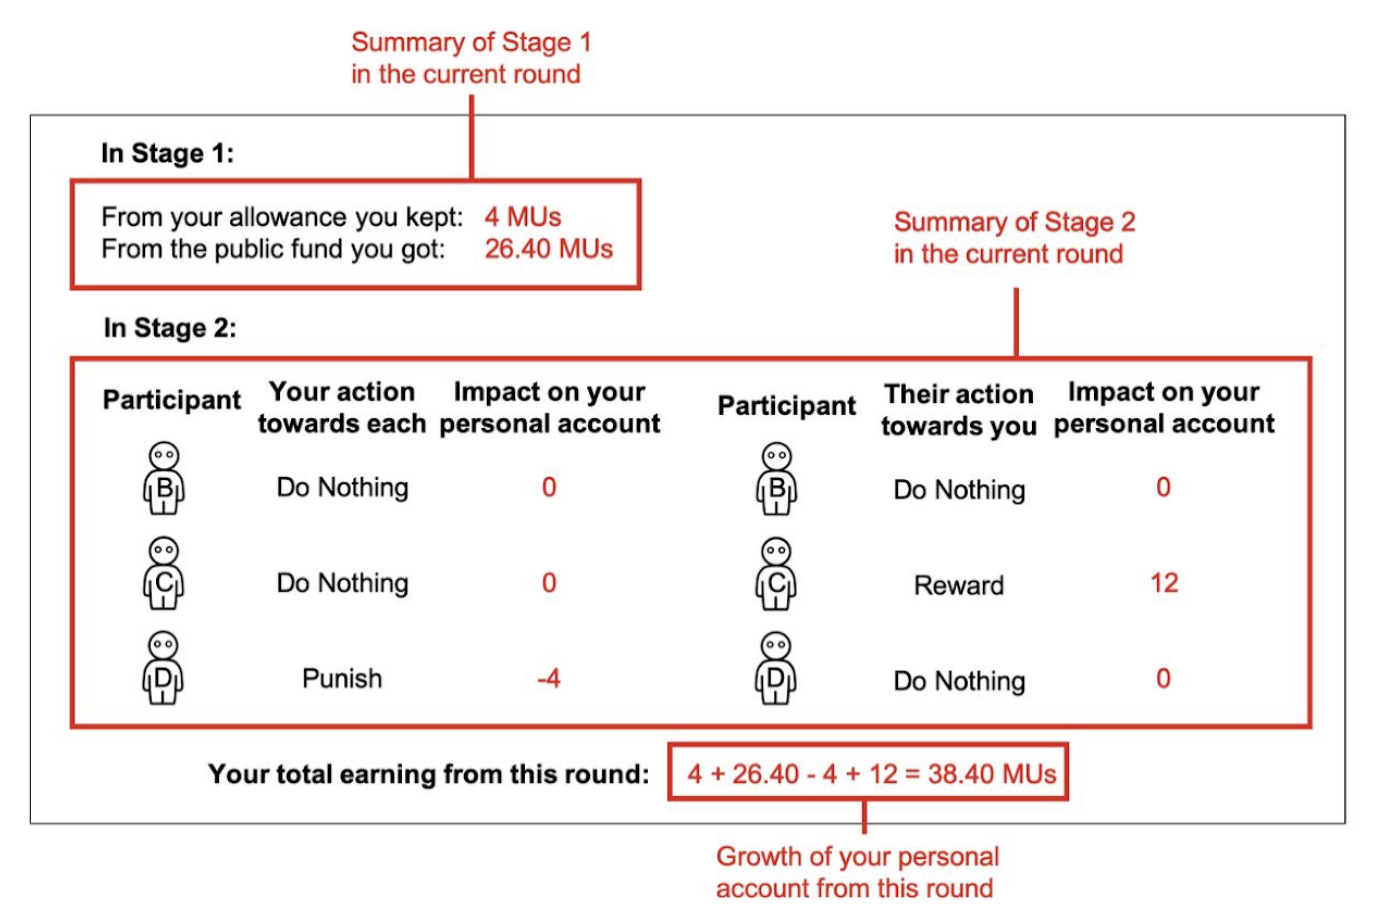 Summary of Stage 1
in the current round
In Stage 1:
From your allowance you kept: 4 MUs
From the public fund you got: 26.40 MUs
Summary of Stage 2
in the current round
In Stage 2:
Participant
Your action
towards each
Impact on your
personal account
Participant
Their action
towards you
Impact on your
personal account
B Do Nothing 0 B Do Nothing 0
C Do Nothing 0 C Reward 12
D Punish -4 D Do Nothing 0
Your total earning from this round: 4 + 26.40 - 4 + 12 = 38.40 MUs
Growth of your personal
account from this round